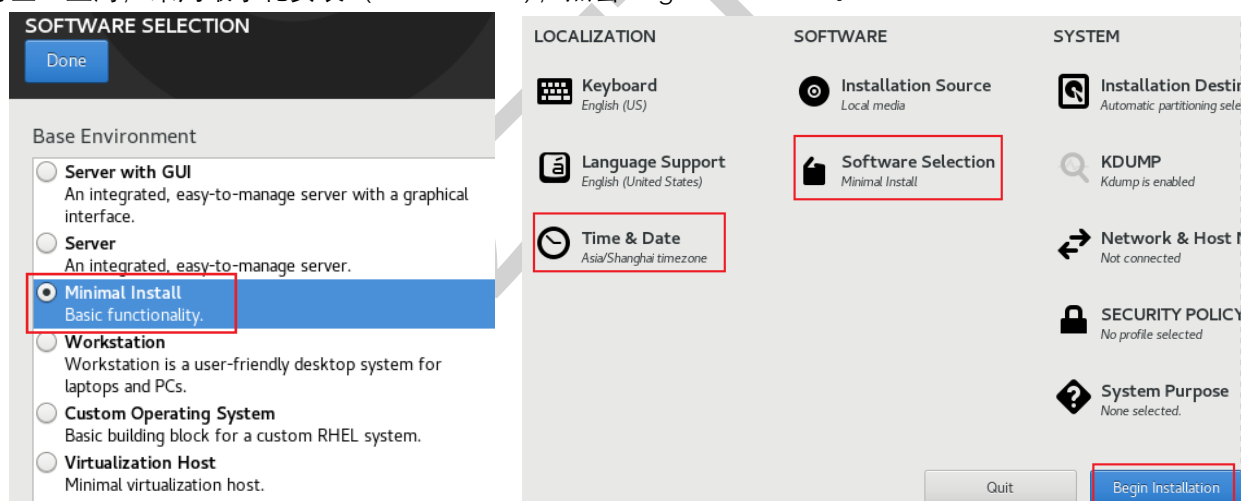 SOFTWARE SELECTION
Done
Base Environment
Server with GUI
An integrated, easy-to-manage server with a graphical
interface.
Server
An integrated, easy-to-manage server.
Minimal Install
Basic functionality.
Workstation
Workstation is a user-friendly desktop system for
laptops and PCs.
Custom Operating System
Basic building block for a custom RHEL system.
Virtualization Host
Minimal virtualization host.
LOCALIZATION
Keyboard
English (US)
Language Support
English (United States)
Time & Date
Asia/Shanghai timezone
SOFTWARE
Installation Source
Local media
Software Selection
Minimal Install
SYSTEM
Installation Destin
Automatic partitioning sele
KDUMP
Kdump is enabled
Network & Host N
Not connected
SECURITY POLICY
No profile selected
System Purpose
None selected.
Quit
Begin Installation